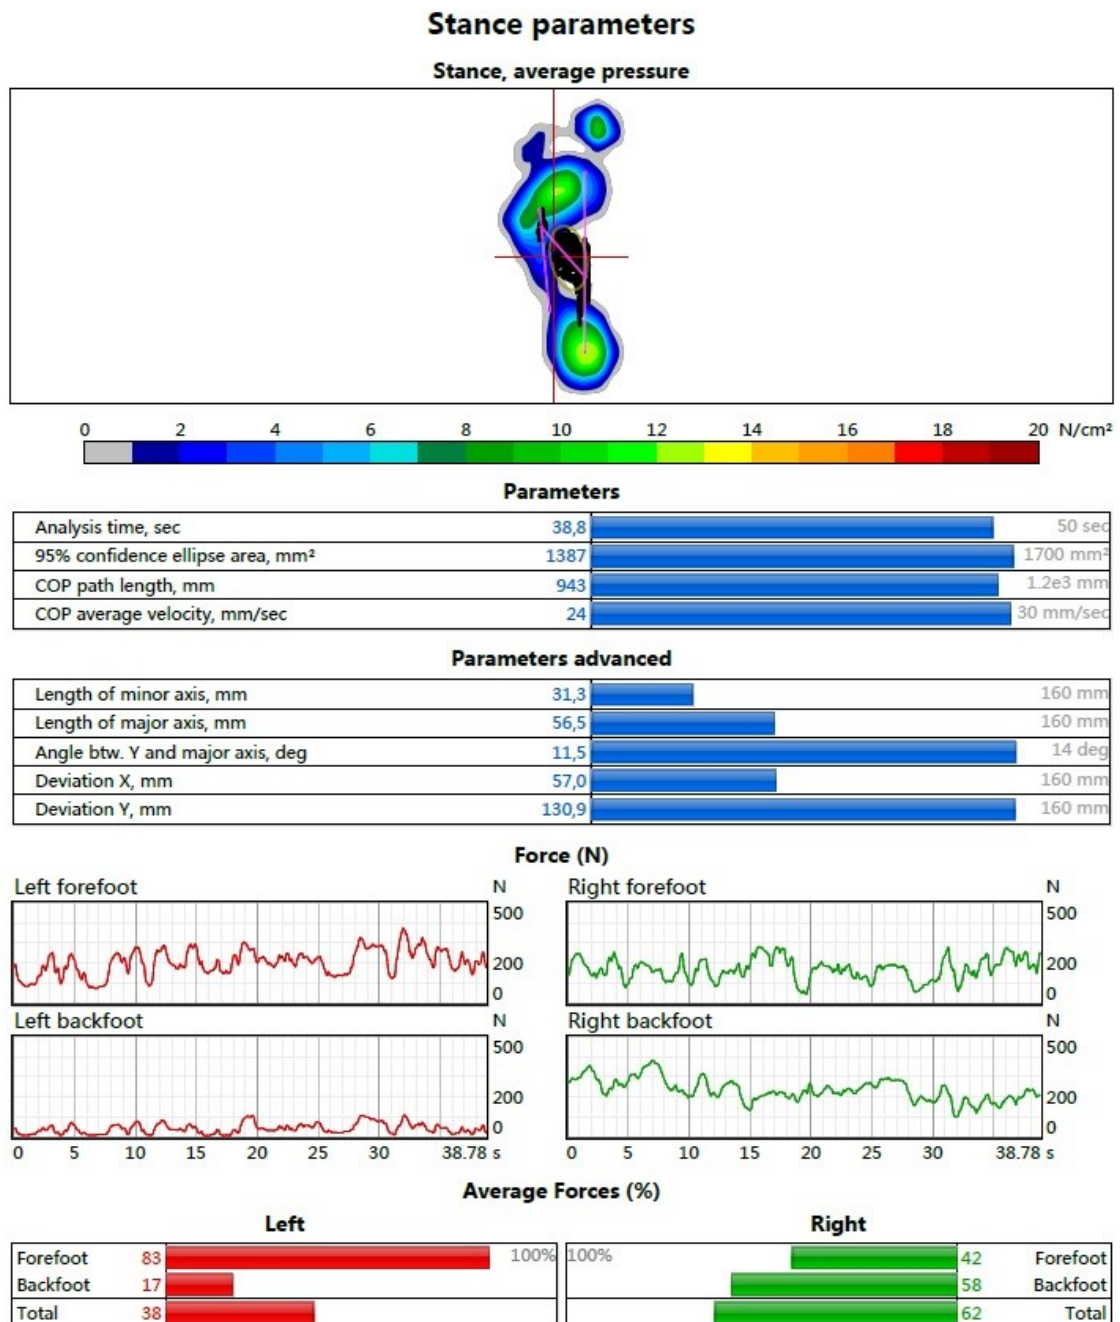 Stance parameters
Stance, average pressure
0 2 4 6 8 10 12 14 16 18 20 N/cm²
Parameters
Analysis time, sec 38,8 50 sec
95% confidence ellipse area, mm² 1387 1700 mm²
COP path length, mm 943 1.2e3 mm
COP average velocity, mm/sec 24 30 mm/sec
Parameters advanced
Length of minor axis, mm 31,3 160 mm
Length of major axis, mm 56,5 160 mm
Angle btw. Y and major axis, deg 11,5 14 deg
Deviation X, mm 57,0 160 mm
Deviation Y, mm 130,9 160 mm
Force (N)
Left forefoot N Right forefoot N
500 500
200 200
0 0
Left backfoot N Right backfoot N
500 500
200 200
0 0
0 5 10 15 20 25 30 38.78 s 0 5 10 15 20 25 30 38.78 s
Average Forces (%)
Left Right
Forefoot 83 100% 100% 42 Forefoot
Backfoot 17 58 Backfoot
Total 38 62 Total